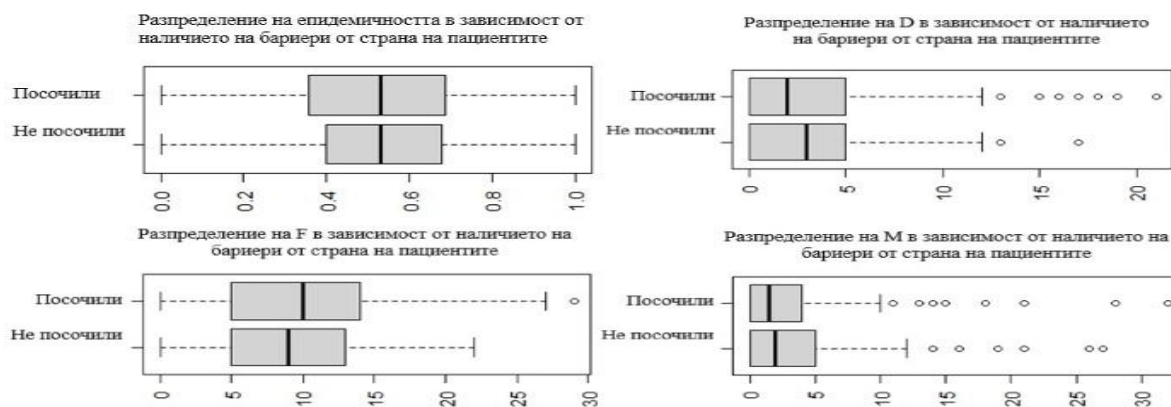 Разпределение на епидемичността в зависимост от
наличието на бариери от страна на пациентите
Посочили
Не посочили
0.0 0.2 0.4 0.6 0.8 1.0
Разпределение на D в зависимост от наличието
на бариери от страна на пациентите
Посочили
Не посочили
0 5 10 15 20
Разпределение на F в зависимост от наличието на
бариери от страна на пациентите
Посочили
Не посочили
0 5 10 15 20 25 30
Разпределение на M в зависимост от наличието на
бариери от страна на пациентите
Посочили
Не посочили
0 5 10 15 20 25 30